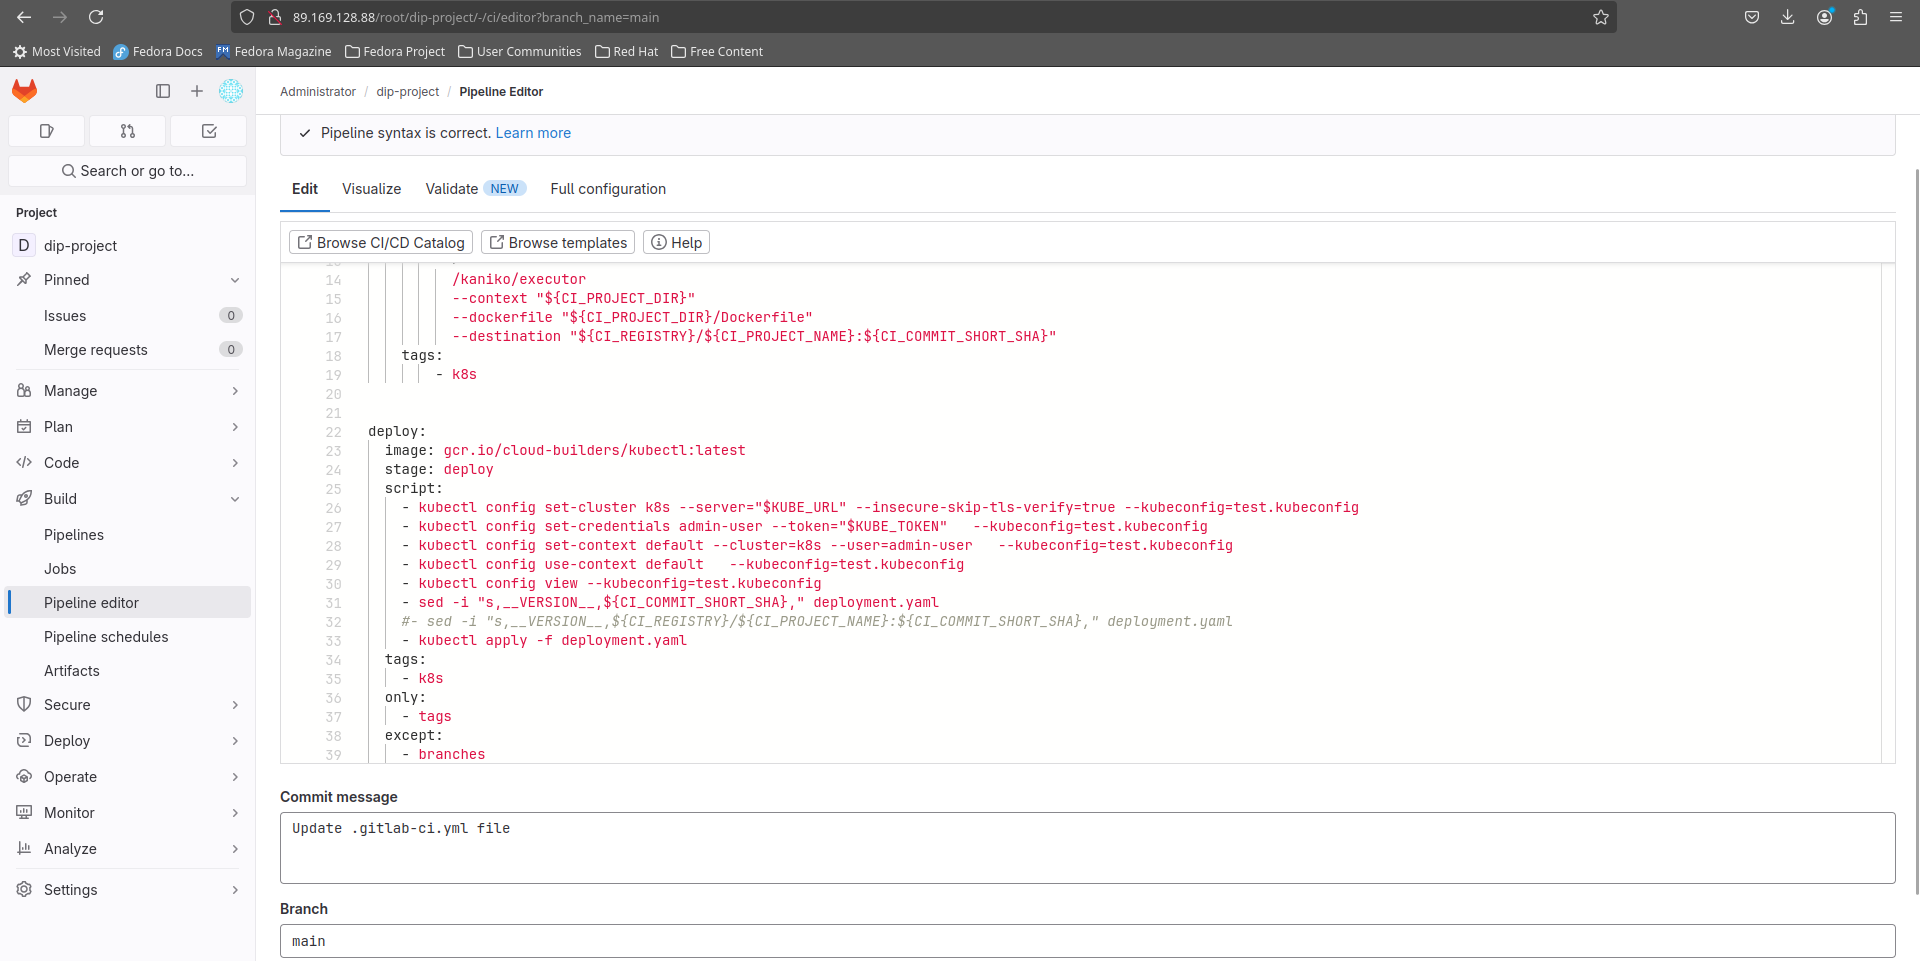 89.169.128.88/root/dip-project/-/ci/editor?branch_name=main
Most Visited Fedora Docs Fedora Magazine Fedora Project User Communities Red Hat Free Content
Administrator / dip-project / Pipeline Editor
Search or go to...
Project
D dip-project
Pinned
Issues 0
Merge requests 0
Manage
Plan
Code
Build
Pipelines
Jobs
Pipeline editor
Pipeline schedules
Artifacts
Secure
Deploy
Operate
Monitor
Analyze
Settings
Pipeline syntax is correct. Learn more
Edit Visualize Validate NEW Full configuration
Browse CI/CD Catalog Browse templates Help
14 /kaniko/executor
15 --context "${CI_PROJECT_DIR}"
16 --dockerfile "${CI_PROJECT_DIR}/Dockerfile"
17 --destination "${CI_REGISTRY}/${CI_PROJECT_NAME}:${CI_COMMIT_SHORT_SHA}"
18 tags:
19 - k8s
20
21
22 deploy:
23 image: gcr.io/cloud-builders/kubectl:latest
24 stage: deploy
25 script:
26 - kubectl config set-cluster k8s --server="$KUBE_URL" --insecure-skip-tls-verify=true --kubeconfig=test.kubeconfig
27 - kubectl config set-credentials admin-user --token="$KUBE_TOKEN" --kubeconfig=test.kubeconfig
28 - kubectl config set-context default --cluster=k8s --user=admin-user --kubeconfig=test.kubeconfig
29 - kubectl config use-context default --kubeconfig=test.kubeconfig
30 - kubectl config view --kubeconfig=test.kubeconfig
31 - sed -i "s,__VERSION__,${CI_COMMIT_SHORT_SHA}," deployment.yaml
32 #- sed -i "s,__VERSION__,${CI_REGISTRY}/${CI_PROJECT_NAME}:${CI_COMMIT_SHORT_SHA}," deployment.yaml
33 - kubectl apply -f deployment.yaml
34 tags:
35 - k8s
36 only:
37 - tags
38 except:
39 - branches
Commit message
Update .gitlab-ci.yml file
Branch
main